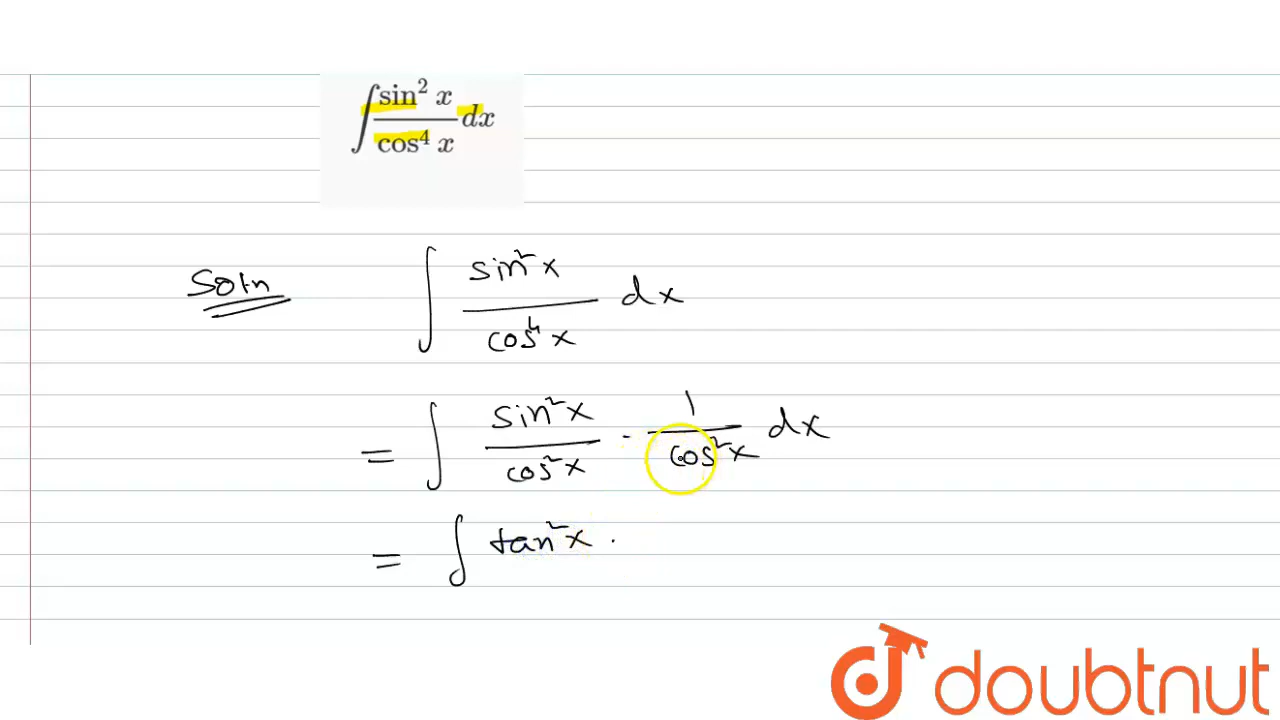 ∫ sin² x / cos⁴ x dx
Soln ∫ sin²x / cos⁴x dx
= ∫ sin²x / cos²x · 1 / cos²x dx
= ∫ tan²x ·
doubtnut